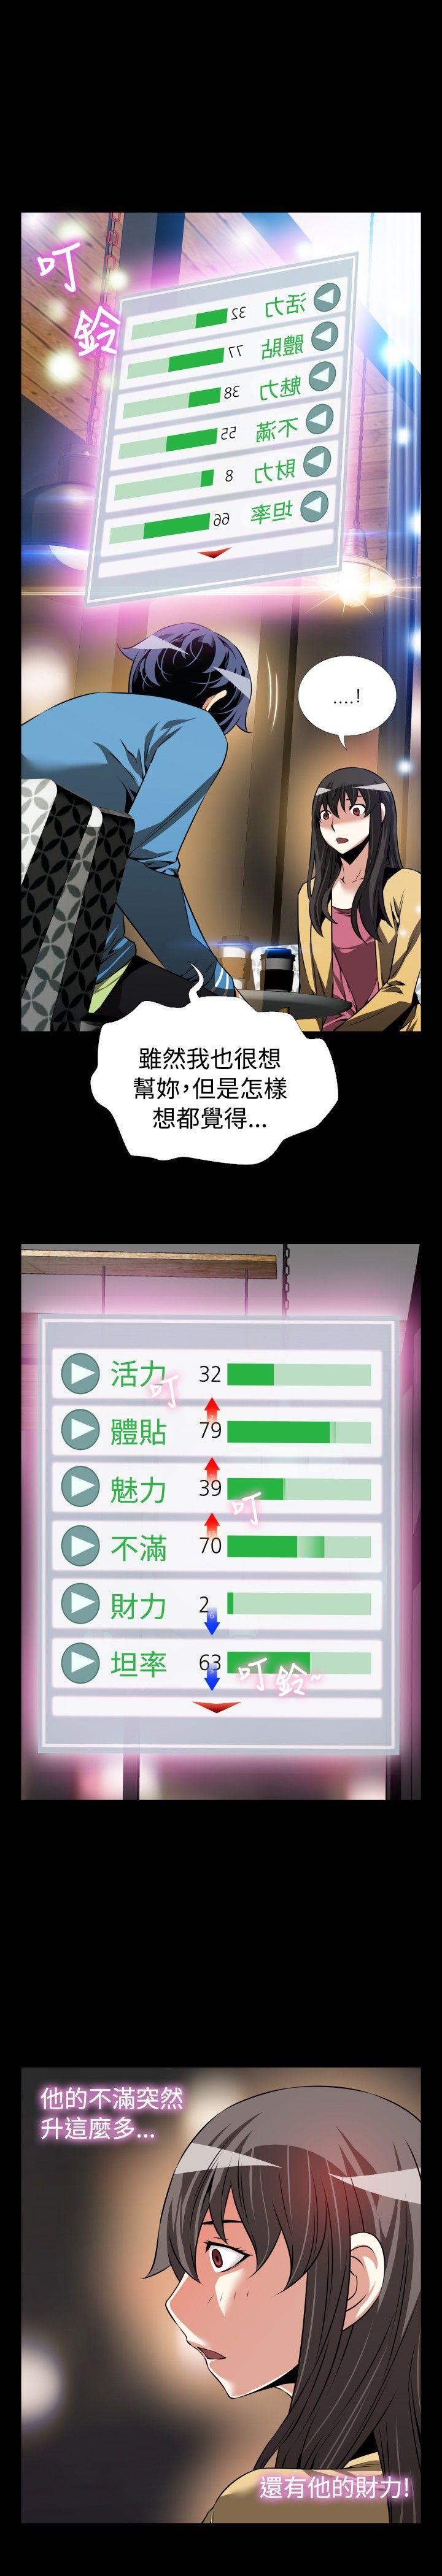 叮
鈴
活力 32
體貼 77
魅力 38
不滿 55
財力 8
坦率 66
....!
雖然我也很想
幫妳,但是怎樣
想都覺得...
活力 32
叮
體貼 79
魅力 39
叮
不滿 70
財力 2
6
坦率 63
叮鈴~
他的不滿突然
升這麼多...
還有他的財力!